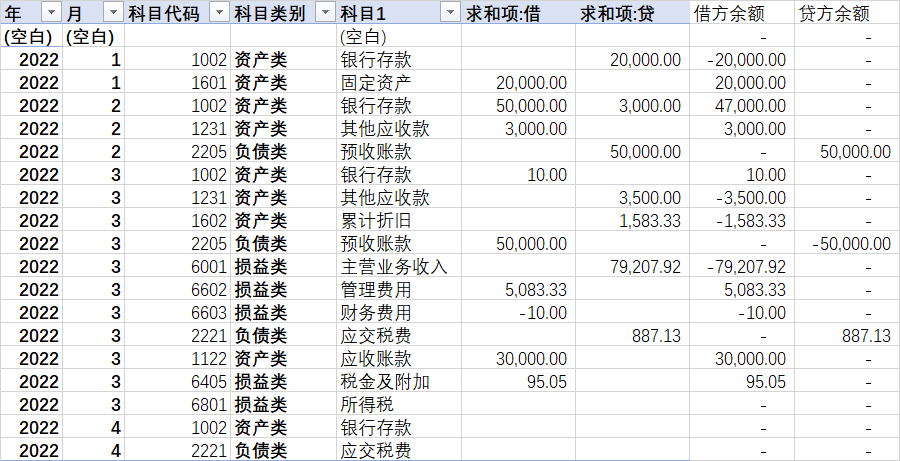 年 月 科目代码 科目类别 科目1 求和项:借 求和项:贷 借方余额 贷方余额
(空白) (空白) (空白) - -
2022 1 1002 资产类 银行存款 20,000.00 -20,000.00 -
2022 1 1601 资产类 固定资产 20,000.00 20,000.00 -
2022 2 1002 资产类 银行存款 50,000.00 3,000.00 47,000.00 -
2022 2 1231 资产类 其他应收款 3,000.00 3,000.00 -
2022 2 2205 负债类 预收账款 50,000.00 - 50,000.00
2022 3 1002 资产类 银行存款 10.00 10.00 -
2022 3 1231 资产类 其他应收款 3,500.00 -3,500.00 -
2022 3 1602 资产类 累计折旧 1,583.33 -1,583.33 -
2022 3 2205 负债类 预收账款 50,000.00 - -50,000.00
2022 3 6001 损益类 主营业务收入 79,207.92 -79,207.92 -
2022 3 6602 损益类 管理费用 5,083.33 5,083.33 -
2022 3 6603 损益类 财务费用 -10.00 -10.00 -
2022 3 2221 负债类 应交税费 887.13 - 887.13
2022 3 1122 资产类 应收账款 30,000.00 30,000.00 -
2022 3 6405 损益类 税金及附加 95.05 95.05 -
2022 3 6801 损益类 所得税 - -
2022 4 1002 资产类 银行存款 - -
2022 4 2221 负债类 应交税费 - -